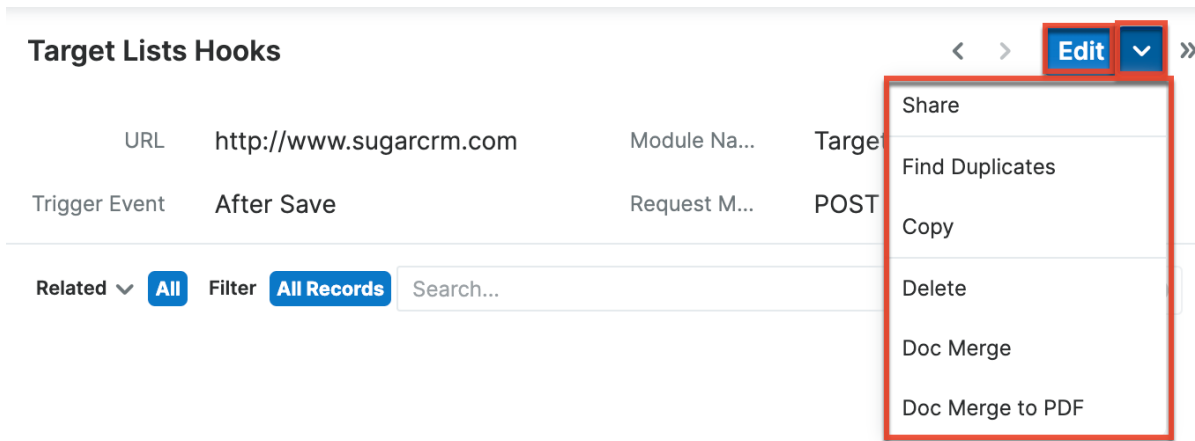 Target Lists Hooks
Edit
Share
URL http://www.sugarcrm.com Module Na... Target
Find Duplicates
Trigger Event After Save Request M... POST
Copy
Related All Filter All Records Search...
Delete
Doc Merge
Doc Merge to PDF